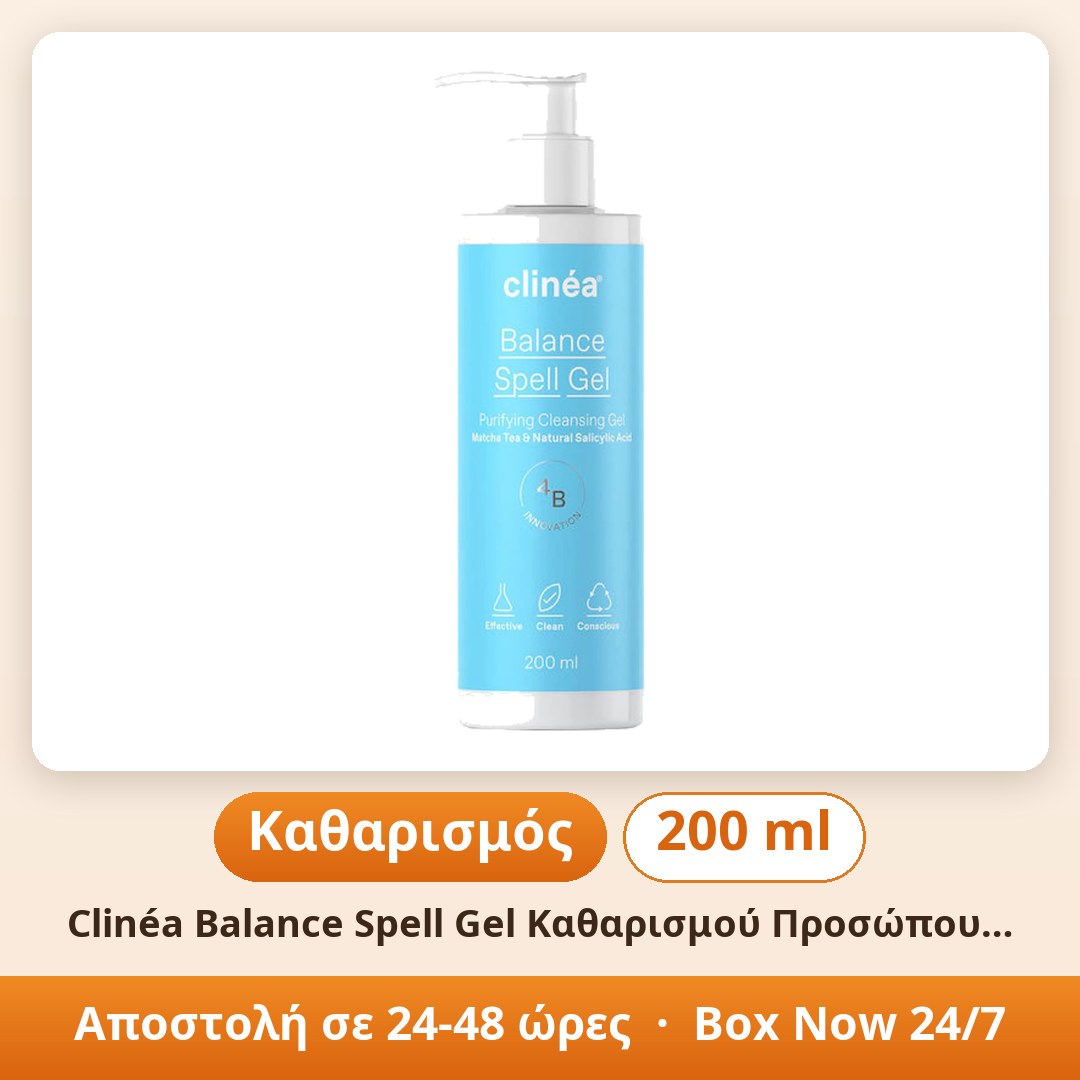 clinéa®
Balance
Spell Gel
Purifying Cleansing Gel
Matcha Tea & Natural Salicylic Acid
4B
INNOVATION
Effective Clean Conscious
200 ml
Καθαρισμός 200 ml
Clinéa Balance Spell Gel Καθαρισμού Προσώπου...
Αποστολή σε 24-48 ώρες · Box Now 24/7